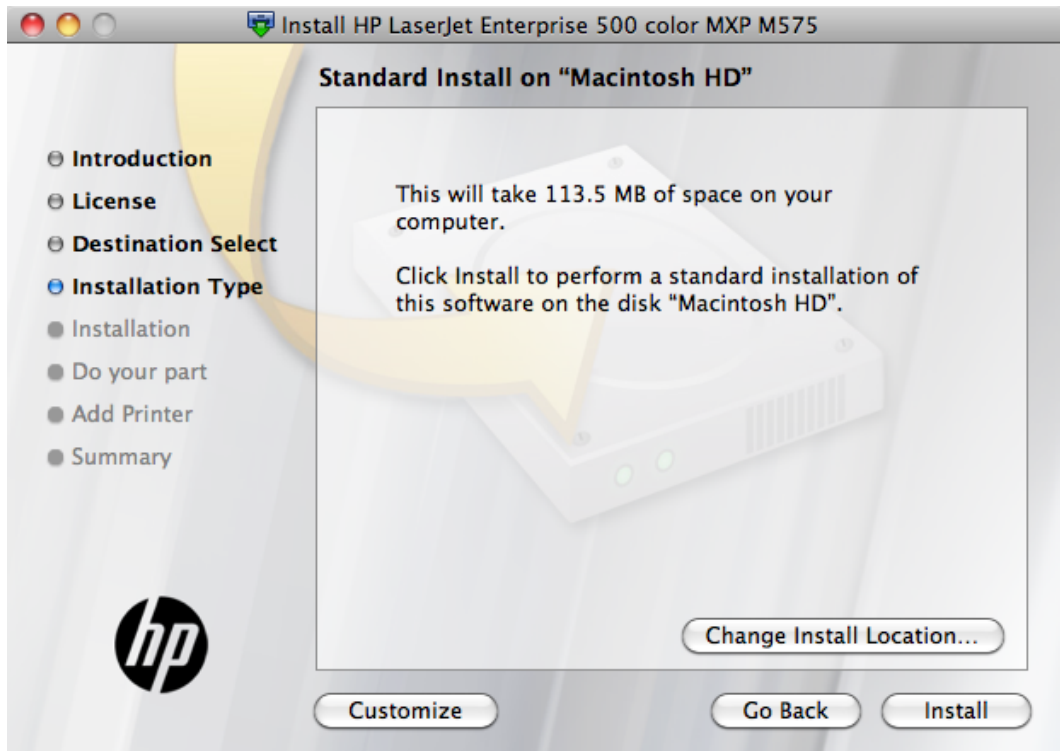 Install HP LaserJet Enterprise 500 color MXP M575
Standard Install on “Macintosh HD”
Introduction
License
Destination Select
Installation Type
Installation
Do your part
Add Printer
Summary
This will take 113.5 MB of space on your
computer.
Click Install to perform a standard installation of
this software on the disk “Macintosh HD”.
Change Install Location...
hp
Customize
Go Back
Install